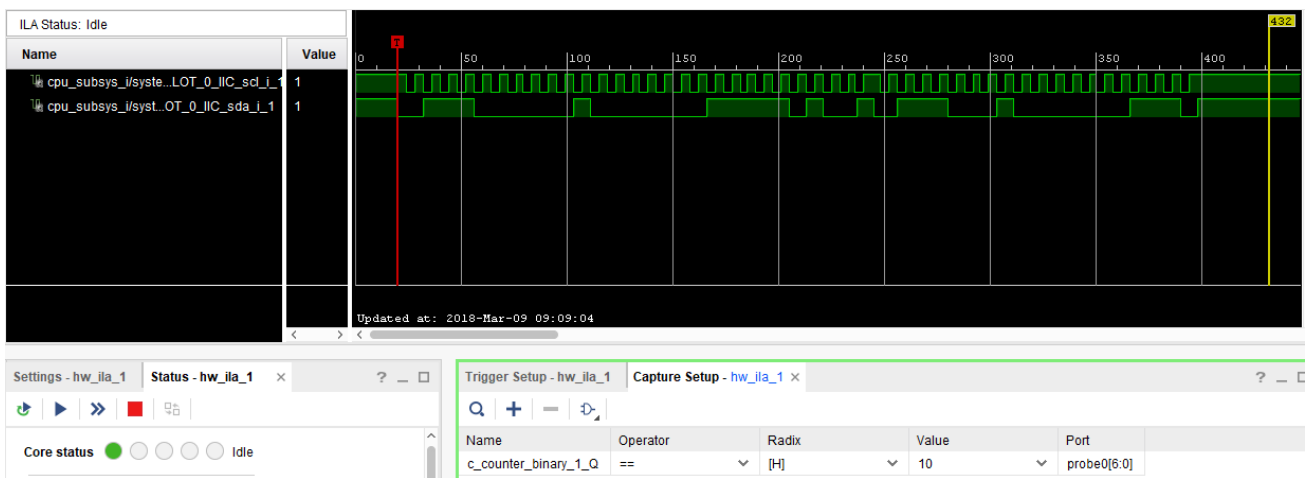 ILA Status: Idle
Name Value
cpu_subsys_i/syste...LOT_0_IIC_scl_i_1 1
cpu_subsys_i/syst...OT_0_IIC_sda_i_1 1
432
T
0 50 100 150 200 250 300 350 400
Updated at: 2018-Mar-09 09:09:04
Settings - hw_ila_1 Status - hw_ila_1 × ? _ □
Trigger Setup - hw_ila_1 Capture Setup - hw_ila_1 × ? _
Core status Idle
Name Operator Radix Value Port
c_counter_binary_1_Q == [H] 10 probe0[6:0]